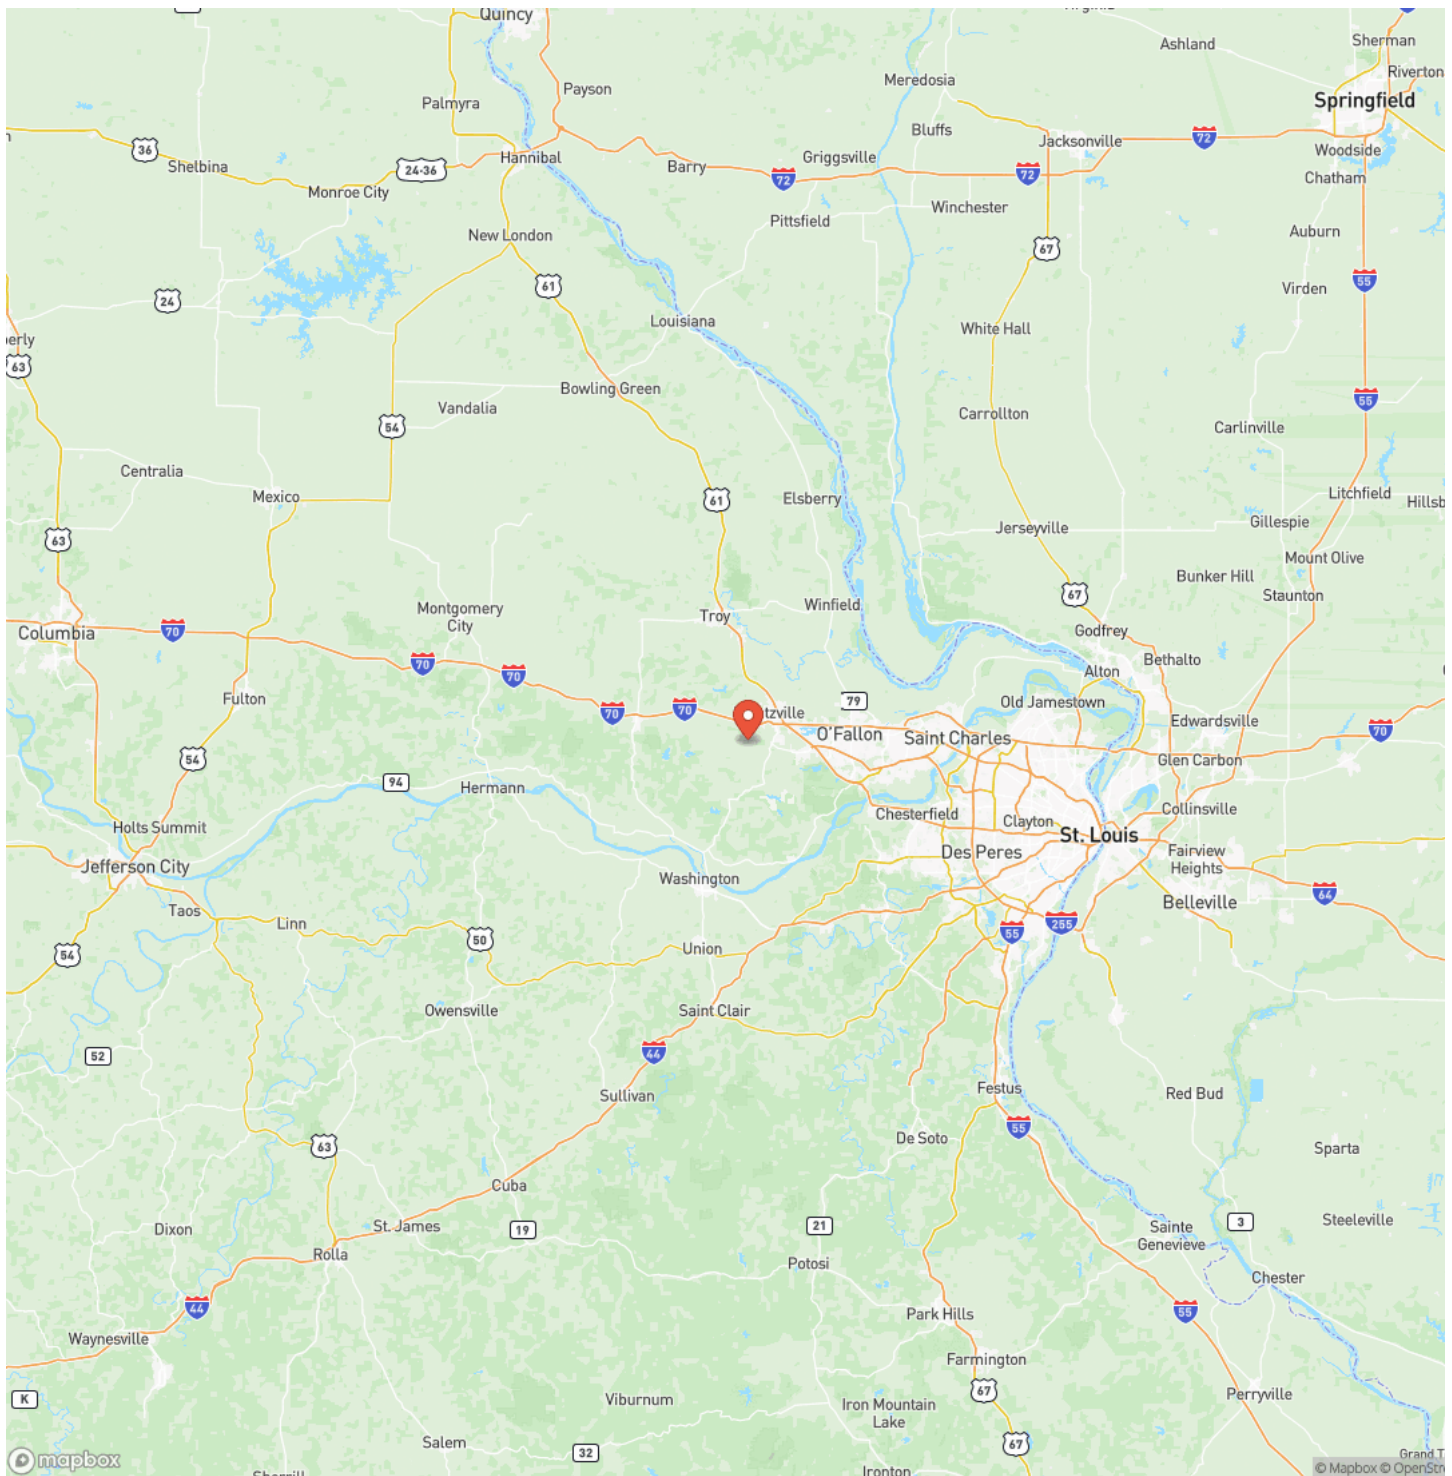 Quincy
Virginia
72
Ashland
Sherman
Meredosia
Riverton
Payson
Palmyra
Springfield
Bluffs
36
72
Jacksonville
Woodside
Hannibal
Griggsville
Shelbina
24-36
Barry
72
72
Chatham
Monroe City
Winchester
Pittsfield
Auburn
New London
67
55
61
Virden
24
Louisiana
White Hall
erly
63
Bowling Green
55
Vandalia
Carrollton
54
Carlinville
Centralia
Mexico
61
Elsberry
Litchfield
Hillsb
Gillespie
Jerseyville
63
Mount Olive
Bunker Hill
67
Staunton
Montgomery
City
Winfield
Troy
Columbia
70
Godfrey
Bethalto
70
70
Alton
Fulton
79
Old Jamestown
70
70
tzville
Edwardsville
70
O'Fallon
Saint Charles
54
Glen Carbon
94
Hermann
Collinsville
Chesterfield
Clayton
Holts Summit
St. Louis
Des Peres
Fairview
Heights
Jefferson City
Washington
64
Belleville
Taos
Linn
55
255
50
Union
54
Owensville
Saint Clair
52
44
Festus
Sullivan
Red Bud
55
De Soto
63
Sparta
Cuba
Dixon
St. James
19
21
3
Steeleville
Sainte
Genevieve
Rolla
Potosi
Chester
44
Park Hills
55
Waynesville
Farmington
67
Perryville
K
Viburnum
Iron Mountain
Lake
Salem
32
67
Grand T
mapbox
© Mapbox © OpenStre
Sherrill
Ironton